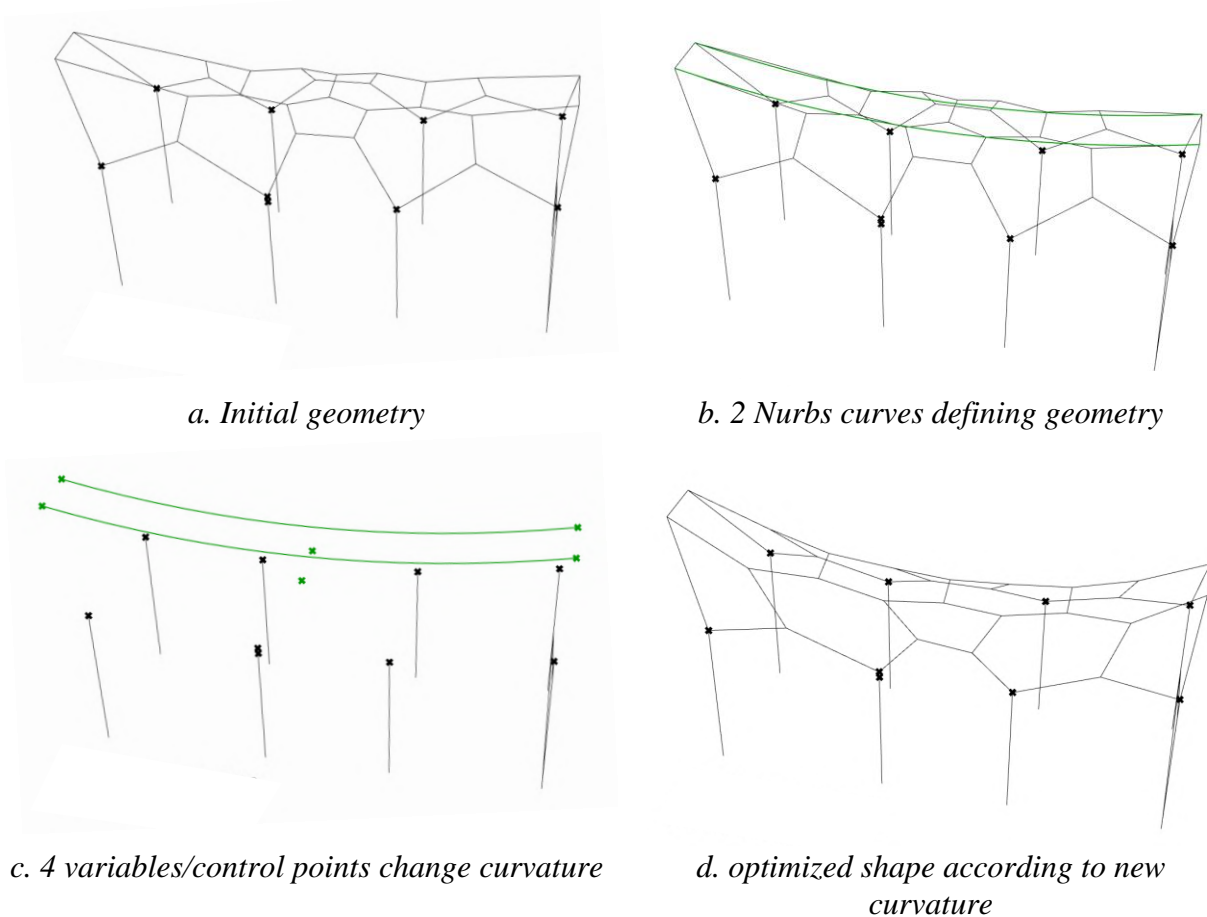 a. Initial geometry
b. 2 Nurbs curves defining geometry
c. 4 variables/control points change curvature
d. optimized shape according to new
curvature